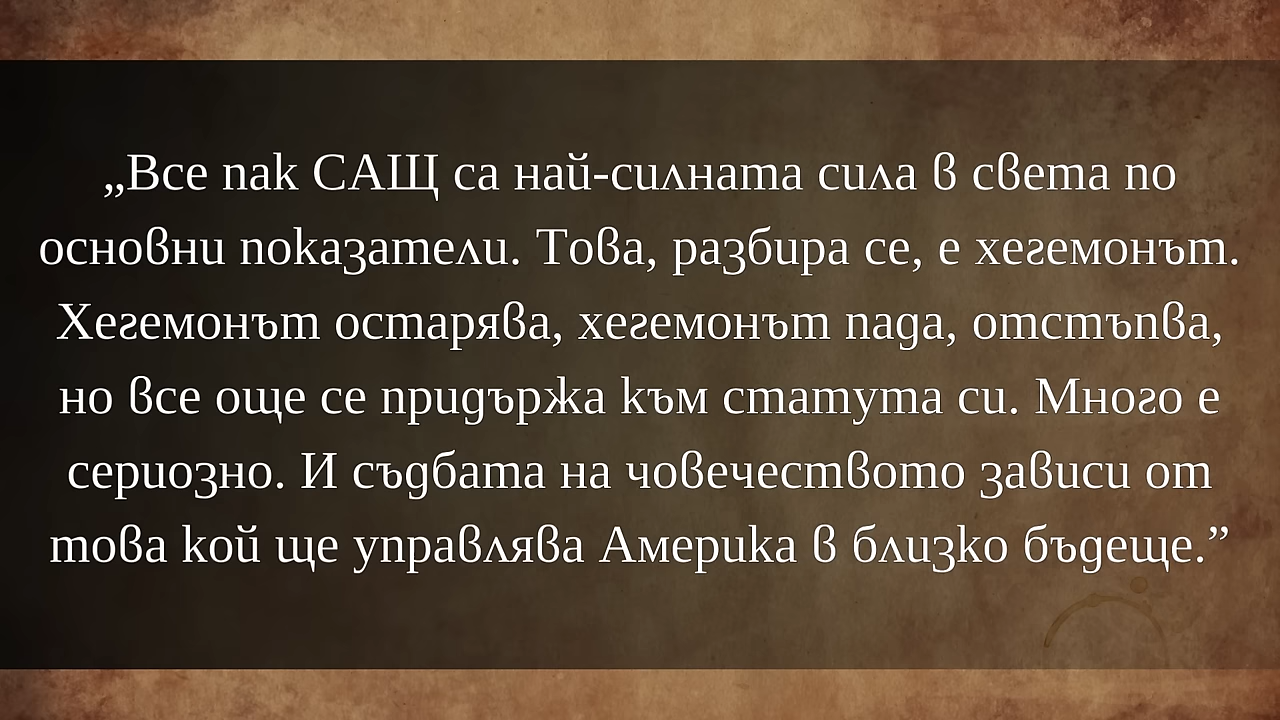 „Все пак САЩ са най-силната сила в света по
основни показатели. Това, разбира се, е хегемонът.
Хегемонът остарява, хегемонът пада, отстъпва,
но все още се придържа към статута си. Много е
сериозно. И съдбата на човечеството зависи от
това кой ще управлява Америка в близко бъдеще.”